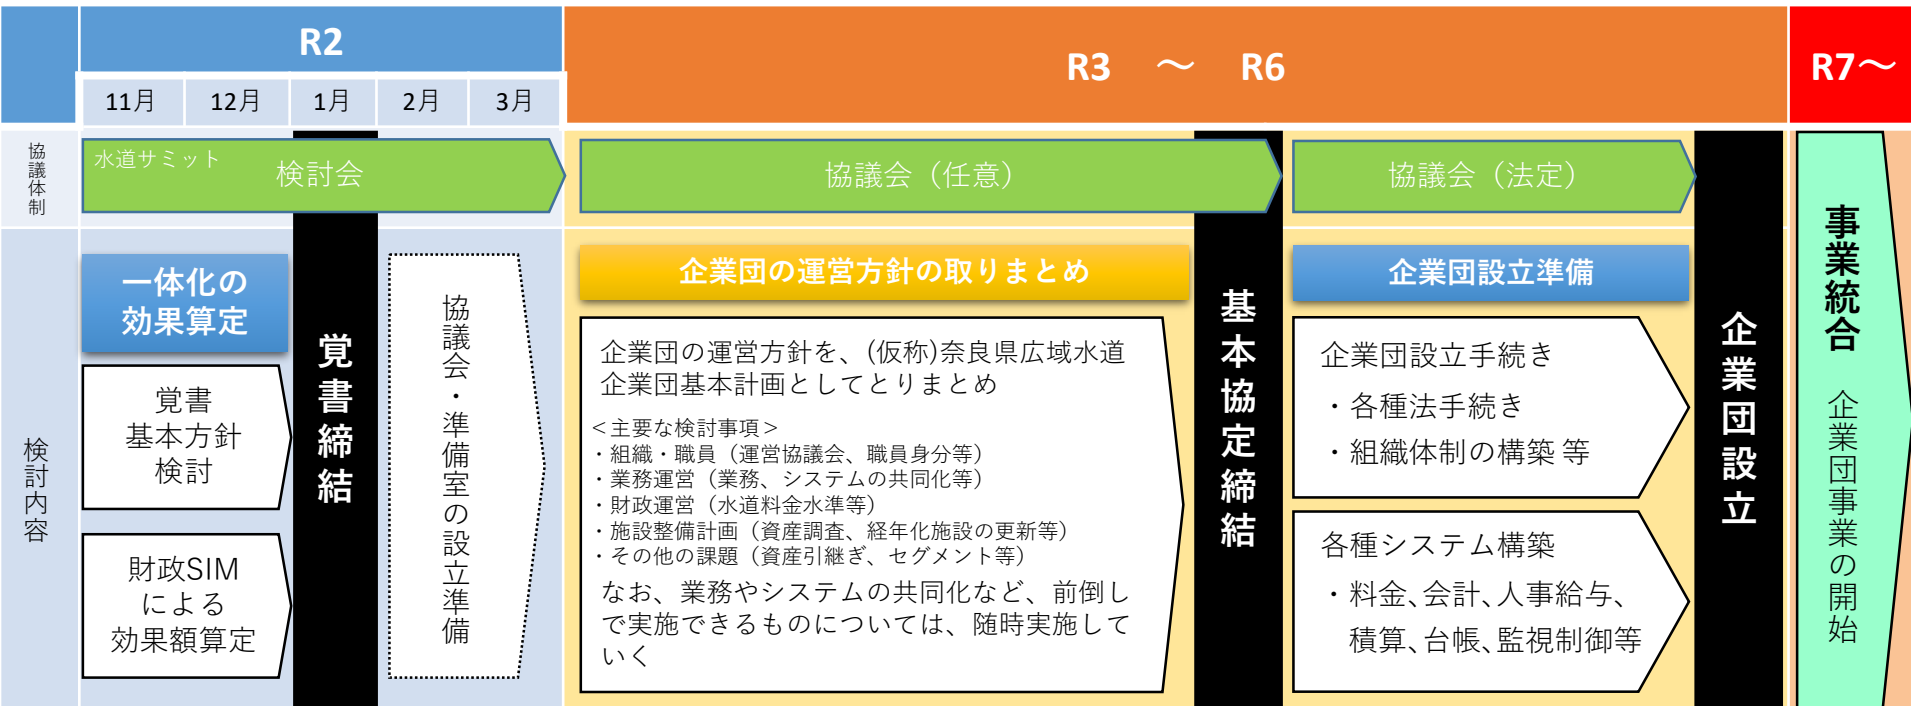 R2
R3 ～ R6
R7～
11月
12月
1月
2月
3月
協議体制
水道サミット
検討会
協議会（任意）
協議会（法定）
検討内容
一体化の
効果算定
覚書
基本方針
検討
財政SIM
による
効果額算定
覚書締結
協議会・準備室の設立準備
企業団の運営方針の取りまとめ
企業団の運営方針を、(仮称)奈良県広域水道
企業団基本計画としてとりまとめ
＜主要な検討事項＞
・組織・職員（運営協議会、職員身分等）
・業務運営（業務、システムの共同化等）
・財政運営（水道料金水準等）
・施設整備計画（資産調査、経年化施設の更新等）
・その他の課題（資産引継ぎ、セグメント等）
なお、業務やシステムの共同化など、前倒し
で実施できるものについては、随時実施して
いく
基本協定締結
企業団設立準備
企業団設立手続き
・各種法手続き
・組織体制の構築 等
各種システム構築
・料金、会計、人事給与、
積算、台帳、監視制御等
企業団設立
事業統合 企業団事業の開始